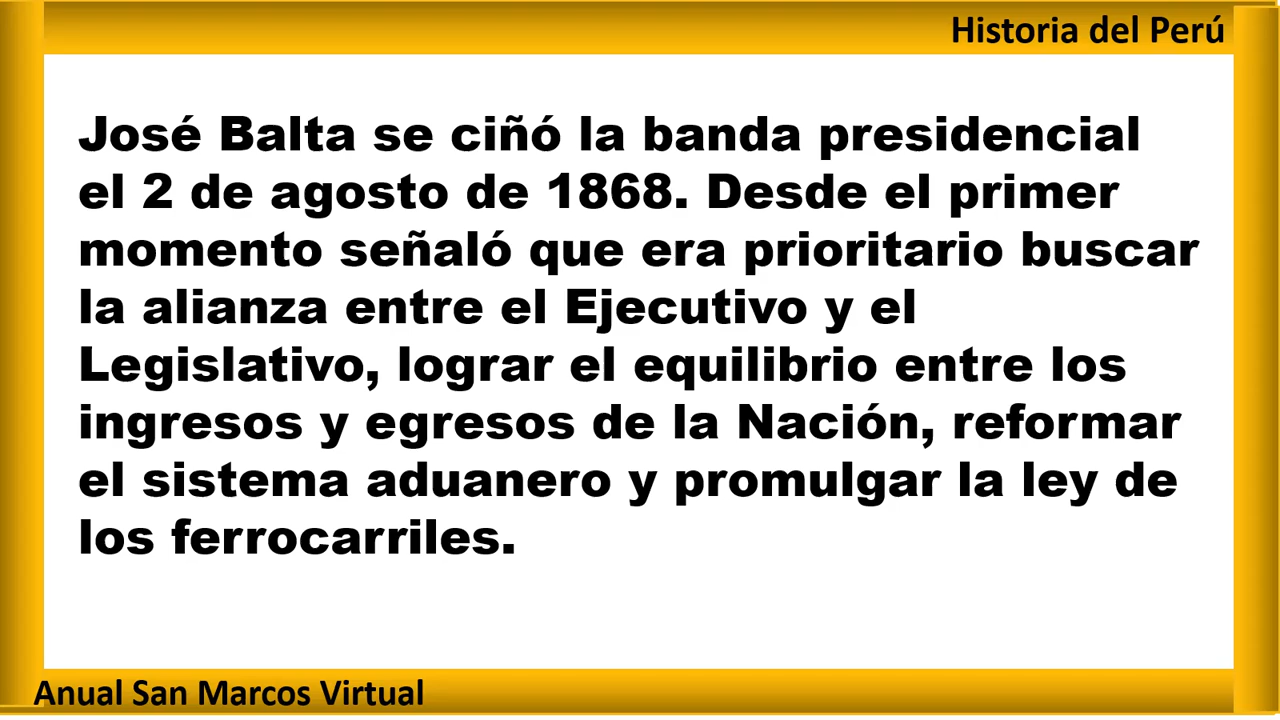 Historia del Perú
José Balta se ciñó la banda presidencial
el 2 de agosto de 1868. Desde el primer
momento señaló que era prioritario buscar
la alianza entre el Ejecutivo y el
Legislativo, lograr el equilibrio entre los
ingresos y egresos de la Nación, reformar
el sistema aduanero y promulgar la ley de
los ferrocarriles.
Anual San Marcos Virtual